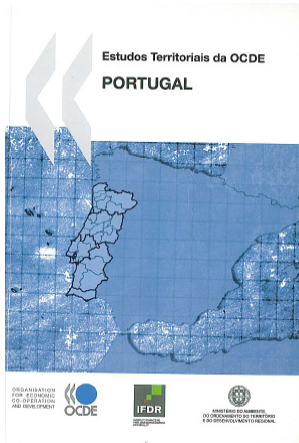 Estudos Territoriais da OCDE
PORTUGAL
ORGANISATION
FOR ECONOMIC
CO-OPERATION
AND DEVELOPMENT
OCDE
IFDR
MINISTÉRIO DO AMBIENTE,
DO ORDENAMENTO DO TERRITÓRIO
E DO DESENVOLVIMENTO REGIONAL